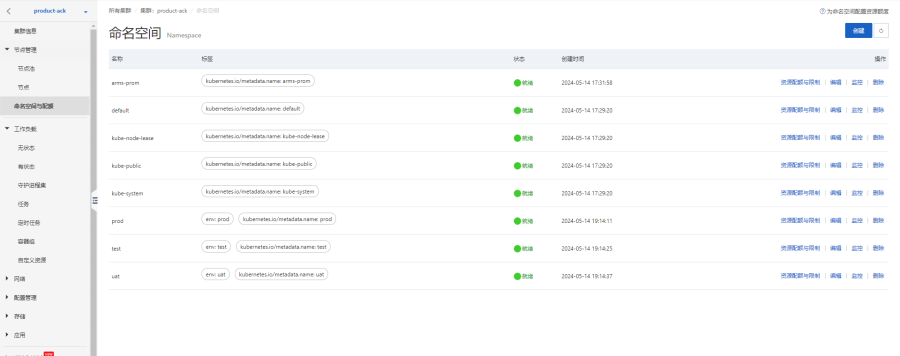 product-ack
所有集群 / 集群：product-ack / 命名空间
为命名空间配置资源额度
命名空间 Namespace
创建
集群信息
节点管理
节点池
节点
命名空间与配额
工作负载
无状态
有状态
守护进程集
任务
定时任务
容器组
自定义资源
网络
配置管理
存储
应用
名称 标签 状态 创建时间 操作
arms-prom kubernetes.io/metadata.name: arms-prom 就绪 2024-05-14 17:31:58 资源配额与限制 | 编辑 | 监控 | 删除
default kubernetes.io/metadata.name: default 就绪 2024-05-14 17:29:20 资源配额与限制 | 编辑 | 监控 | 删除
kube-node-lease kubernetes.io/metadata.name: kube-node-lease 就绪 2024-05-14 17:29:20 资源配额与限制 | 编辑 | 监控 | 删除
kube-public kubernetes.io/metadata.name: kube-public 就绪 2024-05-14 17:29:20 资源配额与限制 | 编辑 | 监控 | 删除
kube-system kubernetes.io/metadata.name: kube-system 就绪 2024-05-14 17:29:20 资源配额与限制 | 编辑 | 监控 | 删除
prod env: prod kubernetes.io/metadata.name: prod 就绪 2024-05-14 19:14:11 资源配额与限制 | 编辑 | 监控 | 删除
test env: test kubernetes.io/metadata.name: test 就绪 2024-05-14 19:14:25 资源配额与限制 | 编辑 | 监控 | 删除
uat env: uat kubernetes.io/metadata.name: uat 就绪 2024-05-14 19:14:37 资源配额与限制 | 编辑 | 监控 | 删除